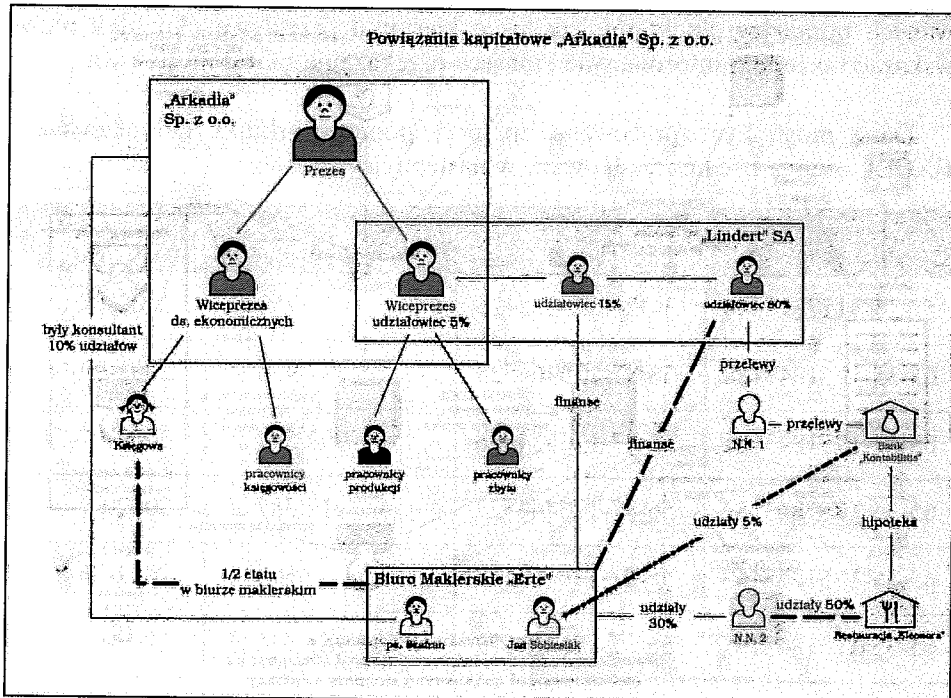 Powiązania kapitałowe „Arkadia" Sp. z o.o.
„Arkadia"
Sp. z o.o.
Prezes
„Lindert" SA
Wiceprezes
ds. ekonomicznych
Wiceprezes
udziałowiec 5%
udziałowiec 15%
udziałowiec 80%
były konsultant
10% udziałów
przelewy
finanse
finanse
Księgowa
pracownicy
księgowości
pracownicy
produkcji
pracownicy
zbytu
N.N. 1
przelewy
Bank
„Kontabilitis"
udziały 5%
hipoteka
1/2 etatu
w biurze maklerskim
Biuro Maklerskie „Erte"
ps.
Jan Sobiesiak
udziały
30%
N.N. 2
udziały 50%
Restauracja „Eleonora"